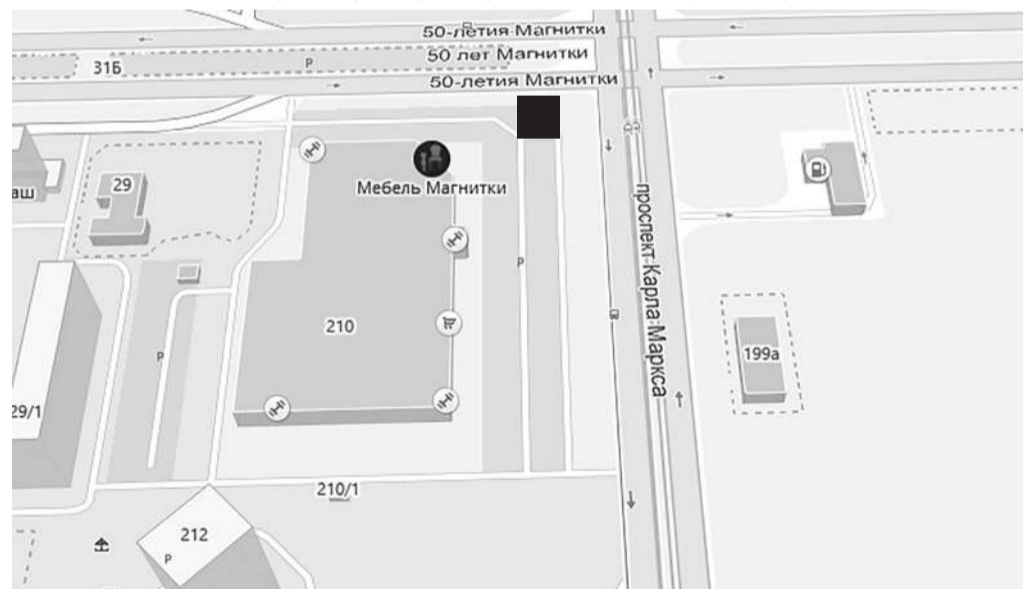 50-летия Магнитки
50 лет Магнитки
31Б
P
50-летия Магнитки
аш
29
Мебель Магнитки
проспект Карла Маркса
P
210
P
199а
29/1
210/1
212
P